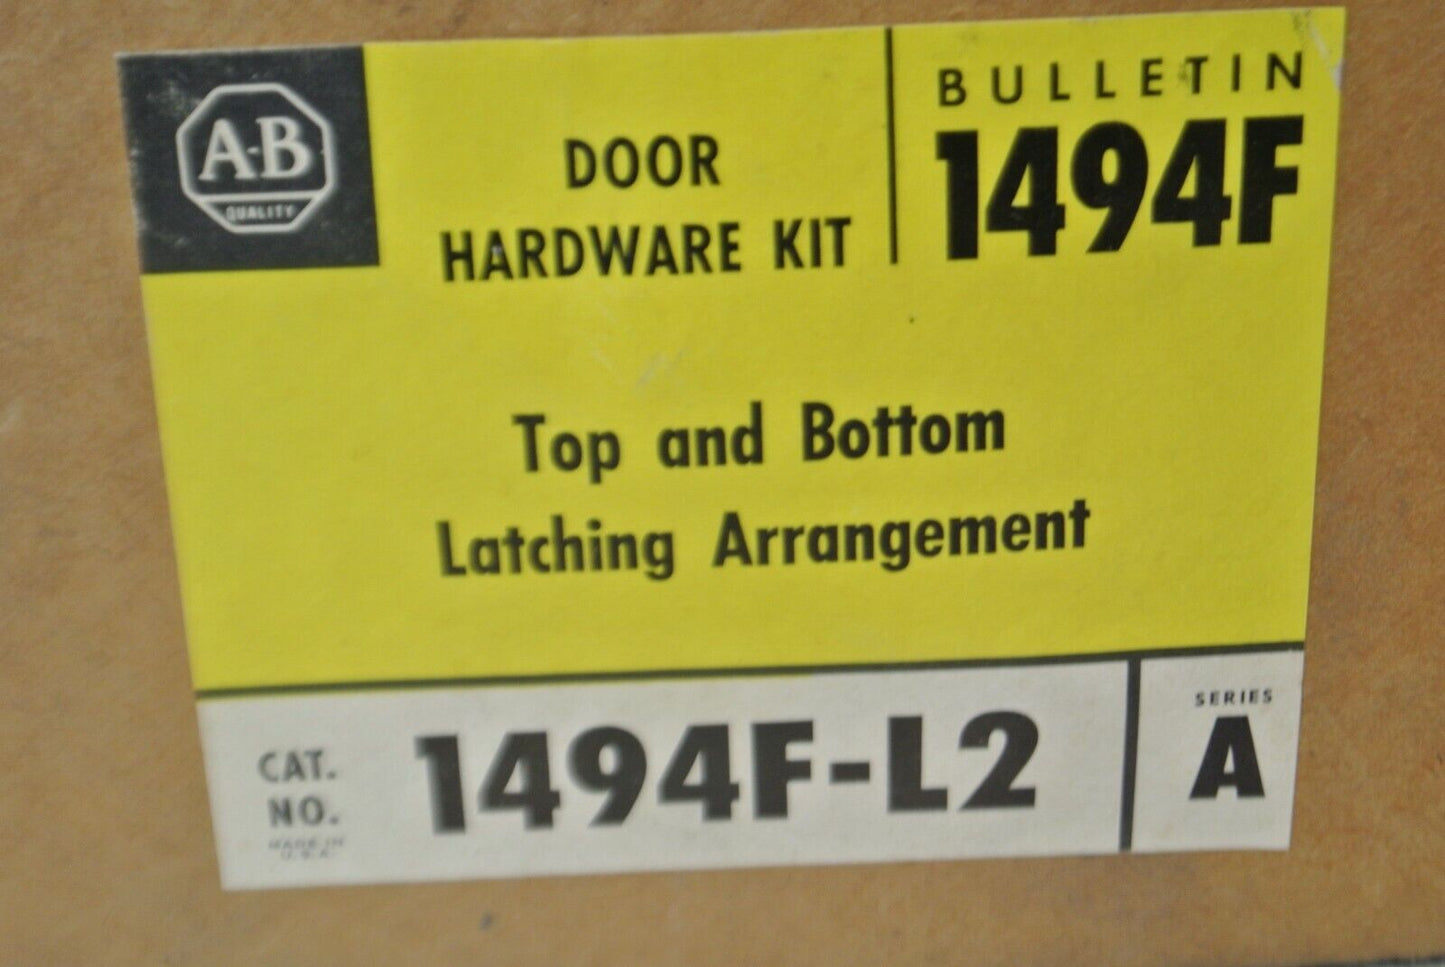 A-B
QUALITY
DOOR
HARDWARE KIT
BULLETIN
1494F
Top and Bottom
Latching Arrangement
CAT.
NO.
MADE IN
U.S.A.
1494F-L2
SERIES
A